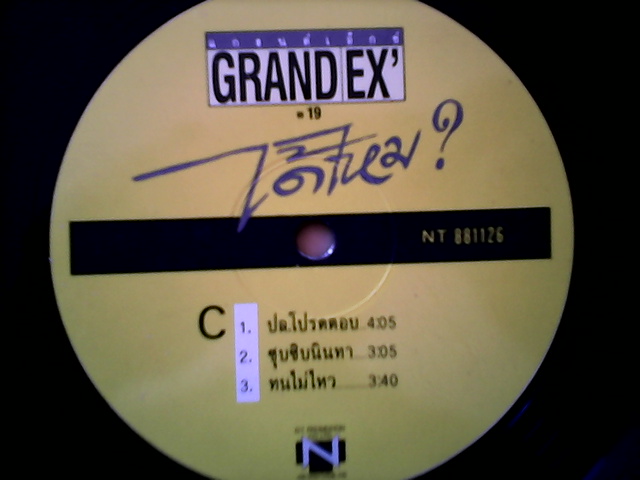 แกรนด์เอ็กซ์
GRAND EX'
= 19
ได้ไหม?
NT 881126
C
1. ปล.โปรดตอบ 4:05
2. ซุบซิบนินทา 3:05
3. ทนไม่ไหว 3:40
N